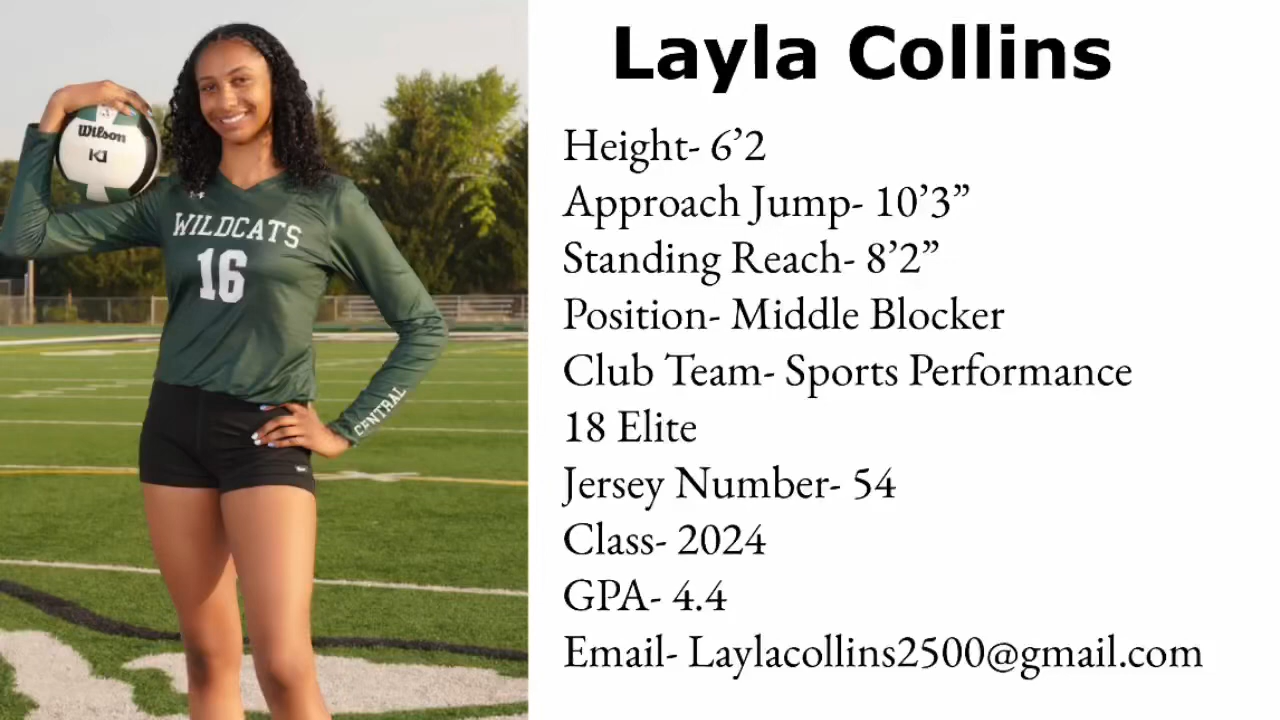 Layla Collins
Height- 6’2
Approach Jump- 10’3”
Standing Reach- 8’2”
Position- Middle Blocker
Club Team- Sports Performance
18 Elite
Jersey Number- 54
Class- 2024
GPA- 4.4
Email- Laylacollins2500@gmail.com
Wilson
K1
WILDCATS
16
CENTRAL